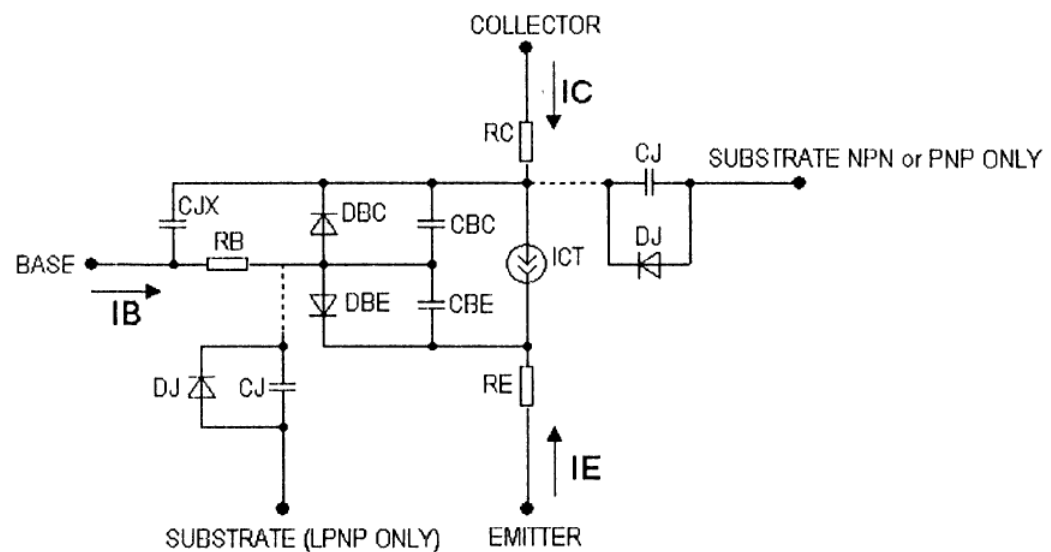 COLLECTOR
IC
RC
CJ
SUBSTRATE NPN or PNP ONLY
CJX
DBC
CBC
RB
DJ
ICT
BASE
IB
DBE
CBE
DJ
CJ
RE
IE
SUBSTRATE (LPNP ONLY)
EMITTER